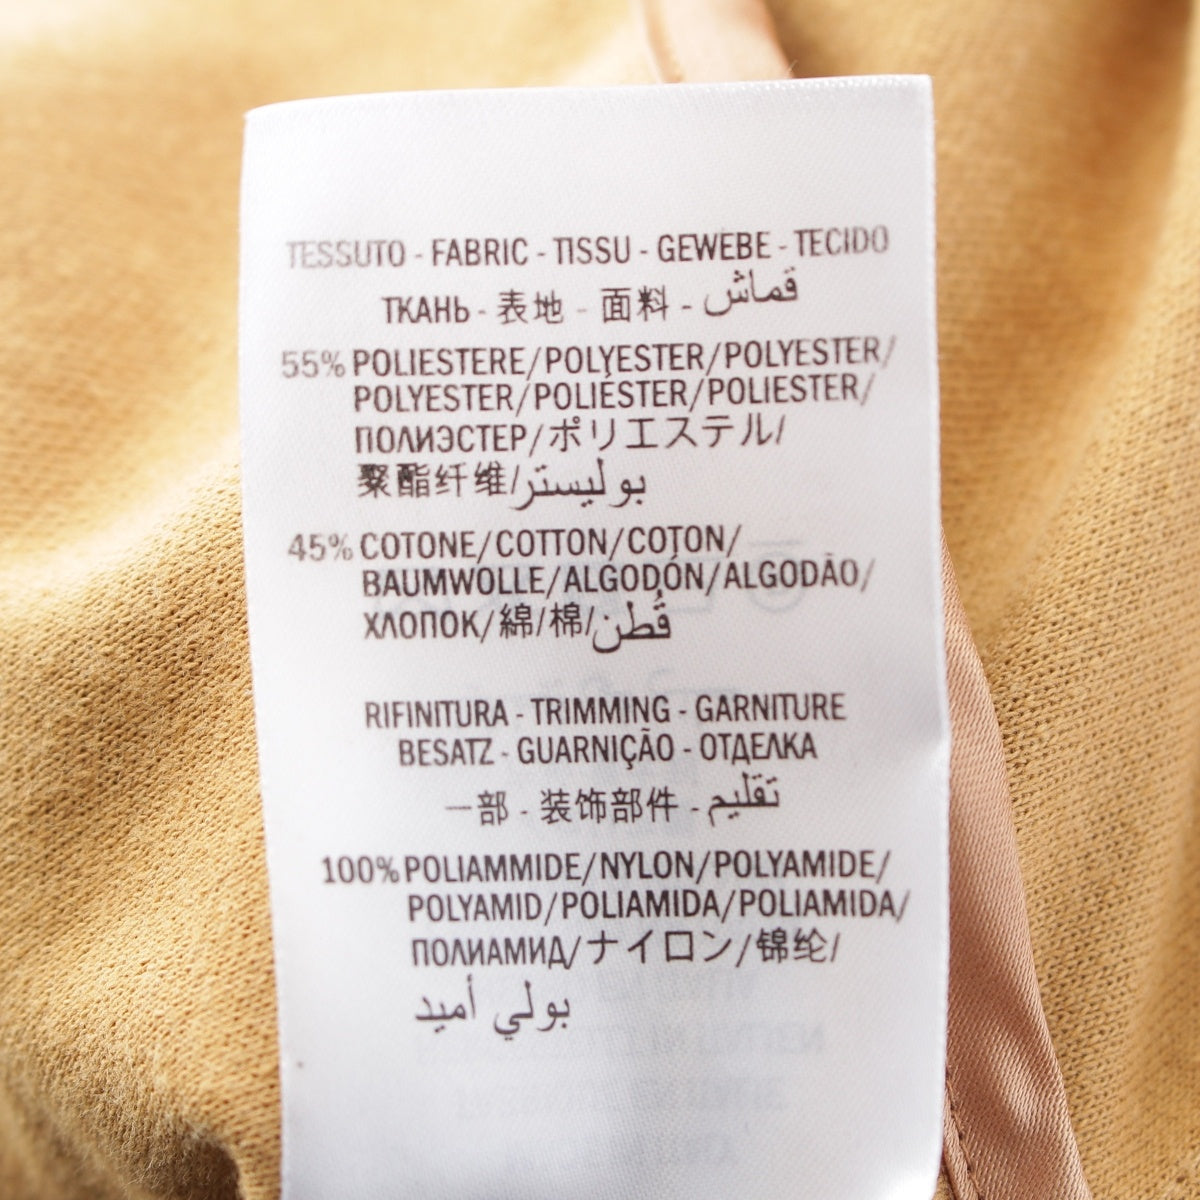 TESSUTO - FABRIC - TISSU - GEWEBE - TECIDO
ТКАНЬ - 表地 - 面料 - قماش
55% POLIESTERE/POLYESTER/POLYESTER/
POLYESTER/POLIÉSTER/POLIESTER/
ПОЛИЭСТЕР/ポリエステル/
聚酯纤维/بوليستر
45% COTONE/COTTON/COTON/
BAUMWOLLE/ALGODÓN/ALGODÃO/
ХЛОПОК/綿/棉/قُطن
RIFINITURA - TRIMMING - GARNITURE
BESATZ - GUARNIÇÃO - ОТДЕЛКА
一部 - 装饰部件 - تقليم
100% POLIAMMIDE/NYLON/POLYAMIDE/
POLYAMID/POLIAMIDA/POLIAMIDA/
ПОЛИАМИД/ナイロン/锦纶/
بولي أميد